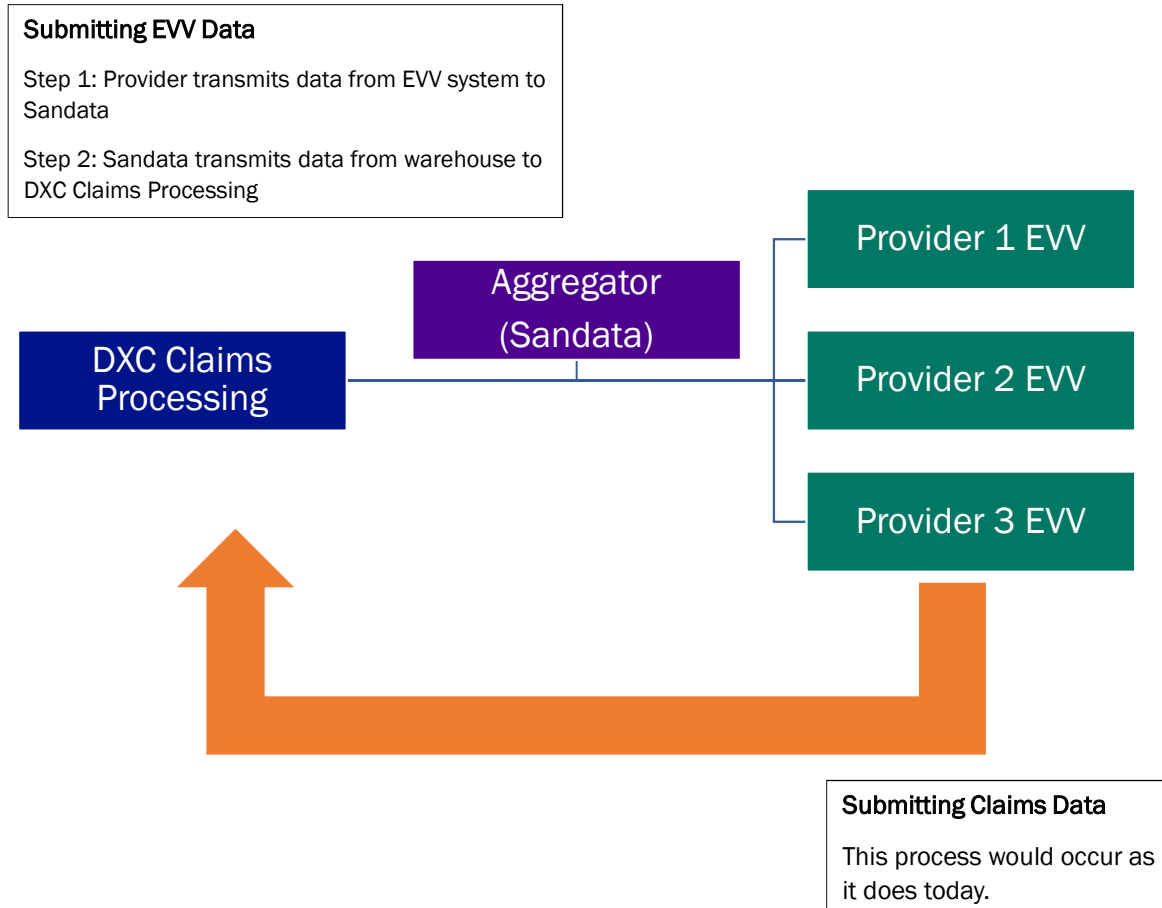 Submitting EVV Data
Step 1: Provider transmits data from EVV system to
Sandata
Step 2: Sandata transmits data from warehouse to
DXC Claims Processing
Provider 1 EVV
Aggregator
(Sandata)
DXC Claims
Processing
Provider 2 EVV
Provider 3 EVV
Submitting Claims Data
This process would occur as
it does today.